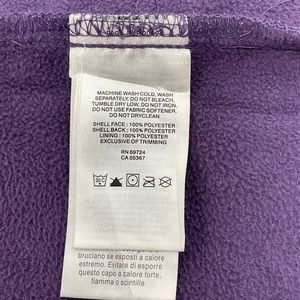 MACHINE WASH COLD, WASH
SEPARATELY, DO NOT BLEACH,
TUMBLE DRY LOW, DO NOT IRON,
DO NOT USE FABRIC SOFTENER,
DO NOT DRYCLEAN
SHELL FACE : 100% POLYESTER
SHELL BACK : 100% POLYESTER
LINING : 100% POLYESTER
EXCLUSIVE OF TRIMMING
RN 69724
CA 05367
bruciano se esposti a calore
estremo. Evitare di esporre
questo capo a calore forte,
fiamma o scintille.